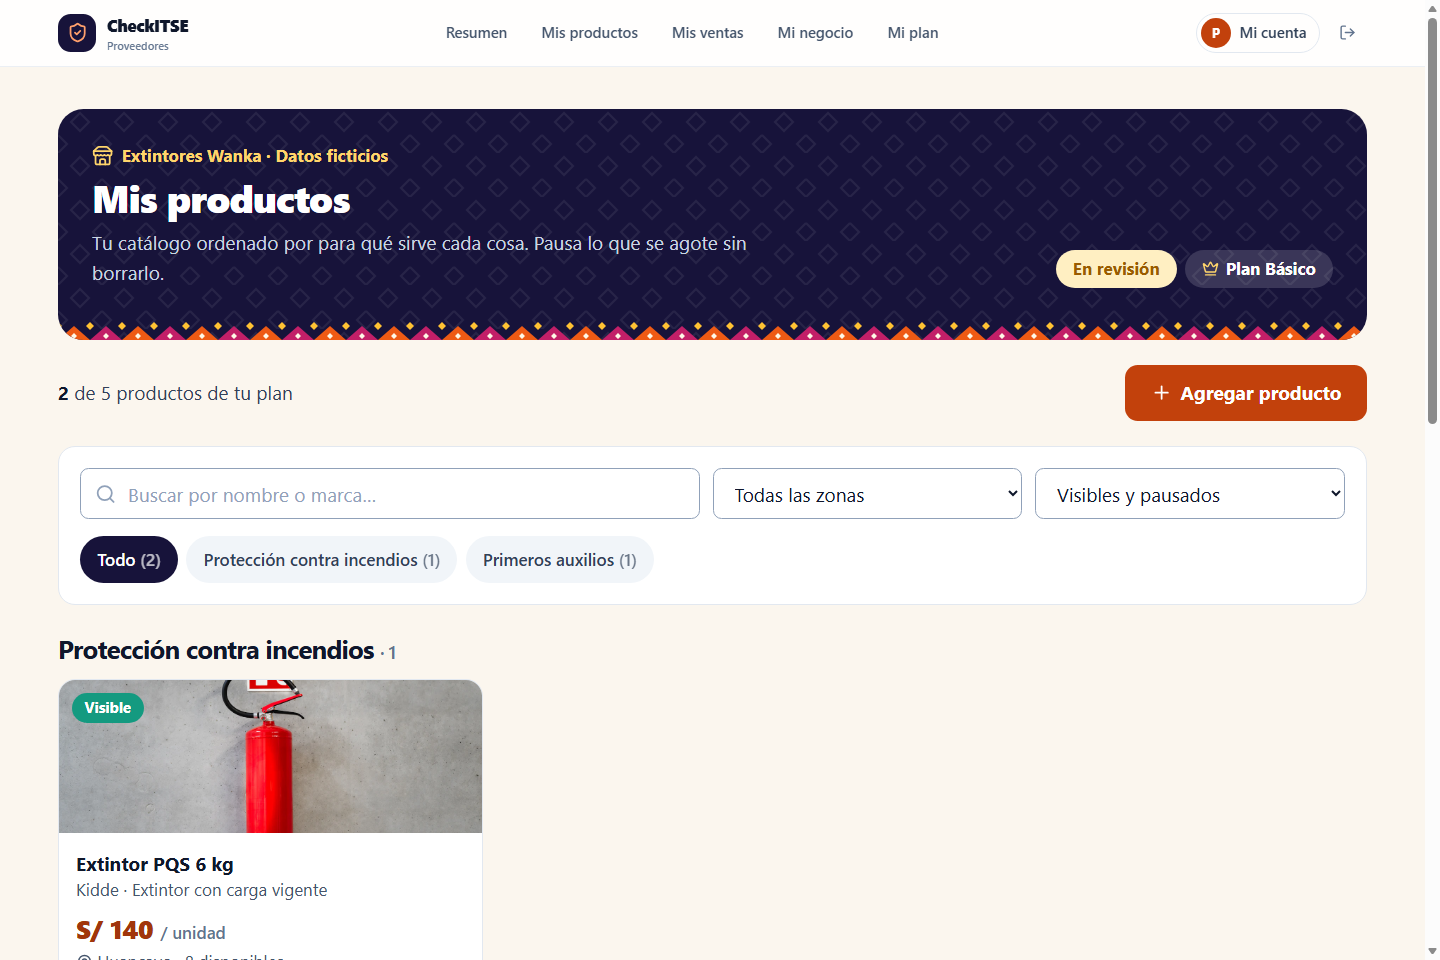 CheckITSE
Proveedores
Resumen
Mis productos
Mis ventas
Mi negocio
Mi plan
P
Mi cuenta
Extintores Wanka · Datos ficticios
Mis productos
Tu catálogo ordenado por para qué sirve cada cosa. Pausa lo que se agote sin
borrarlo.
En revisión
Plan Básico
2 de 5 productos de tu plan
+ Agregar producto
Buscar por nombre o marca...
Todas las zonas
Visibles y pausados
Todo (2)
Protección contra incendios (1)
Primeros auxilios (1)
Protección contra incendios · 1
Visible
Extintor PQS 6 kg
Kidde · Extintor con carga vigente
S/ 140 / unidad